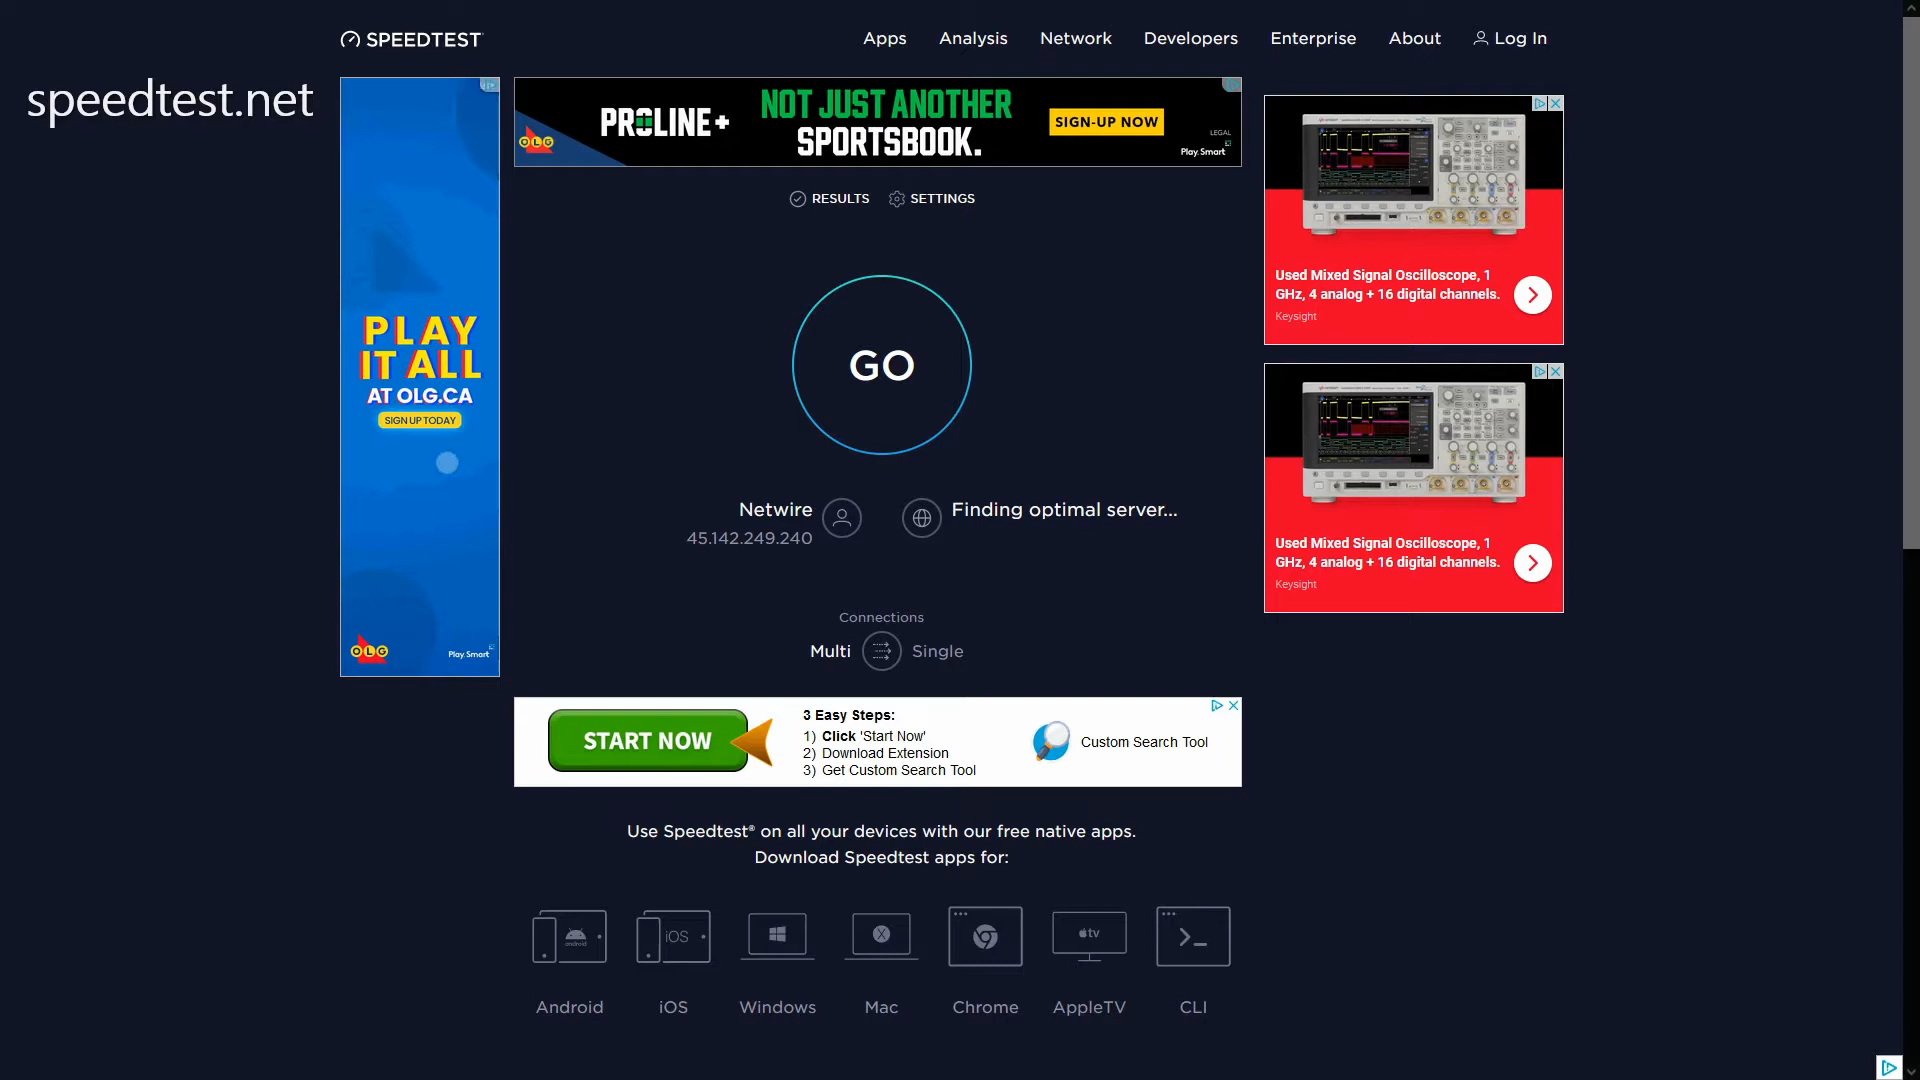 SPEEDTEST
Apps
Analysis
Network
Developers
Enterprise
About
Log In
speedtest.net
PROLINE+
NOT JUST ANOTHER
SPORTSBOOK.
SIGN-UP NOW
LEGAL
Play Smart
OLG
RESULTS
SETTINGS
PLAY
IT ALL
AT OLG.CA
SIGN UP TODAY
OLG
Play Smart
GO
Used Mixed Signal Oscilloscope, 1
GHz, 4 analog + 16 digital channels.
Keysight
Used Mixed Signal Oscilloscope, 1
GHz, 4 analog + 16 digital channels.
Keysight
Netwire
45.142.249.240
Finding optimal server...
Connections
Multi
Single
START NOW
3 Easy Steps:
1) Click 'Start Now'
2) Download Extension
3) Get Custom Search Tool
Custom Search Tool
Use Speedtest® on all your devices with our free native apps.
Download Speedtest apps for:
android
iOS
X
tv
Android
iOS
Windows
Mac
Chrome
AppleTV
CLI